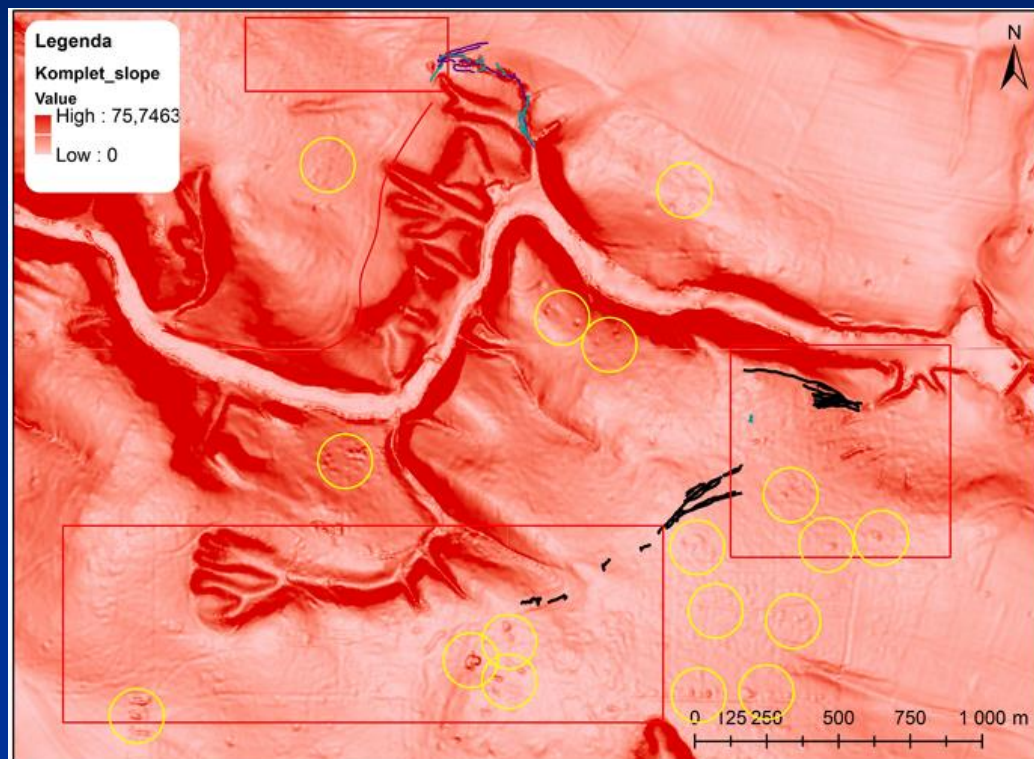 Legenda
Komplet_slope
Value
High : 75,7463
Low : 0
N
0 125 250 500 750 1 000 m